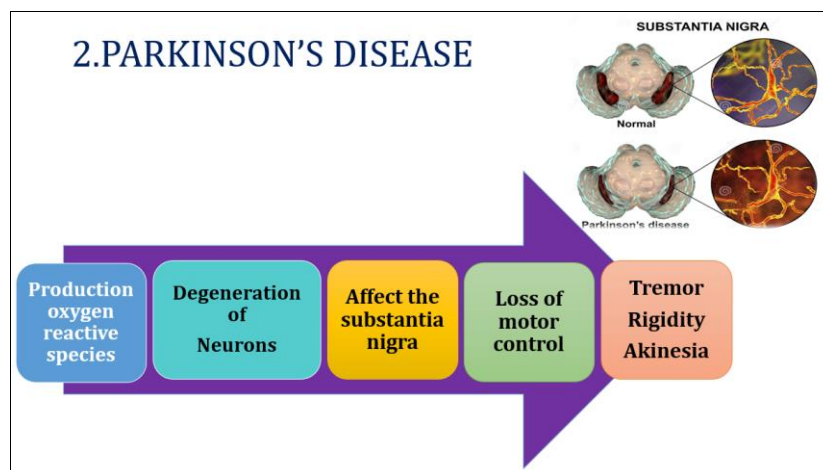 2.PARKINSON'S DISEASE
SUBSTANTIA NIGRA
Normal
Parkinson's disease
Production
oxygen
reactive
species
Degeneration
of
Neurons
Affect the
substantia
nigra
Loss of
motor
control
Tremor
Rigidity
Akinesia